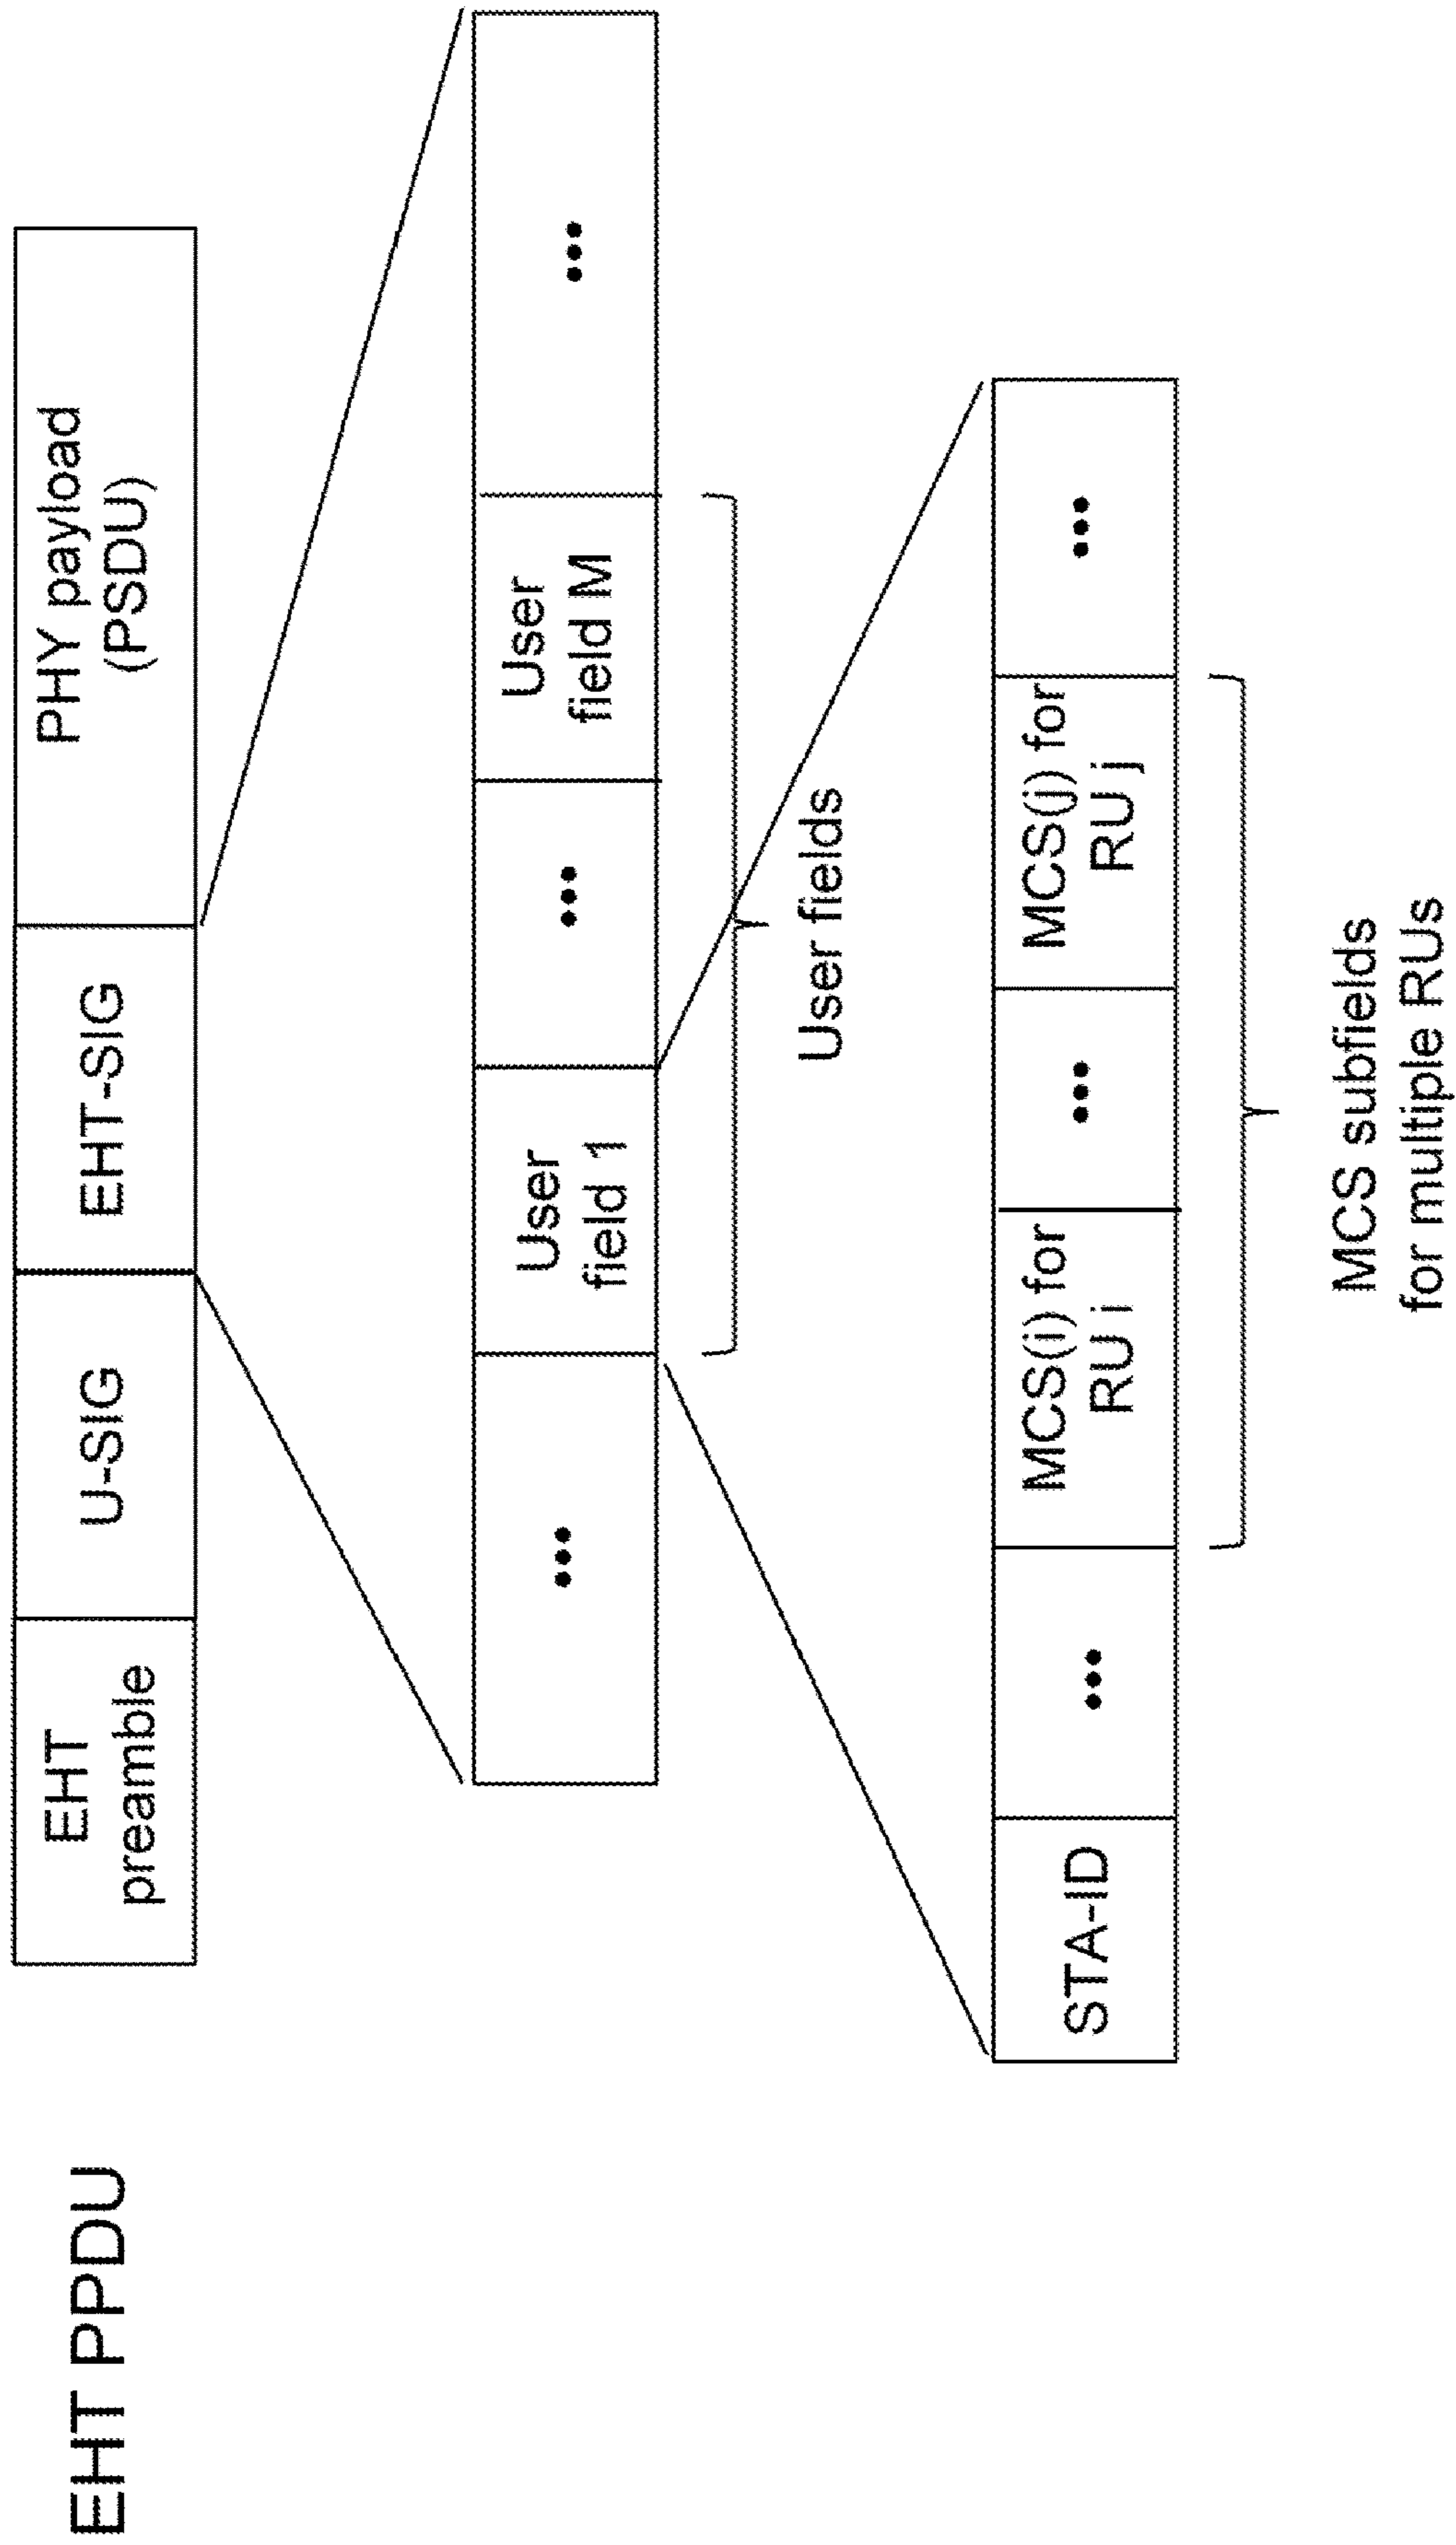 EHT PPDU
EHT
preamble
U-SIG
EHT-SIG
PHY payload
(PSDU)
•••
User
field 1
•••
User
field M
•••
User fields
STA-ID
•••
MCS(i) for
RU i
•••
MCS(j) for
RU j
•••
MCS subfields
for multiple RUs